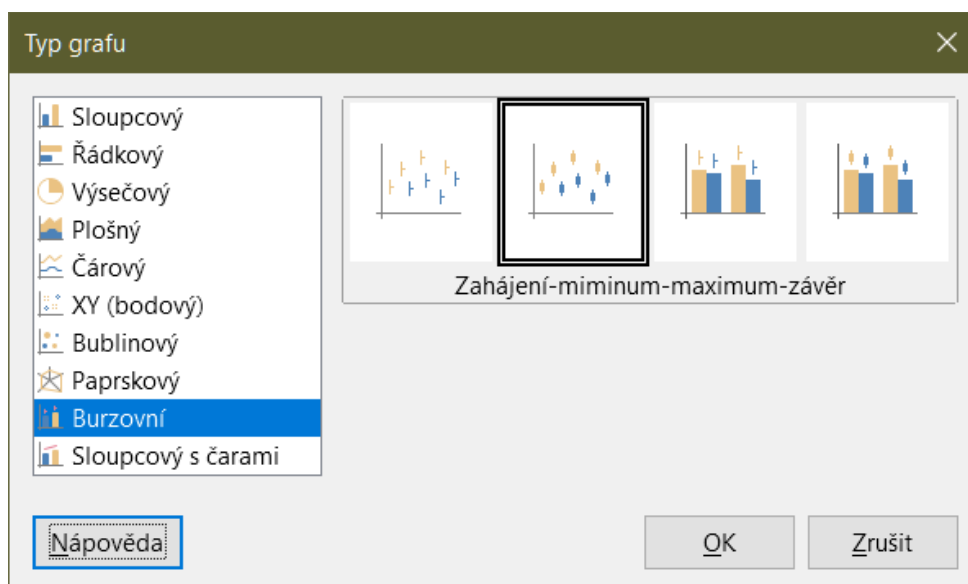 Typ grafu
Sloupcový
Řádkový
Výsečový
Plošný
Čárový
XY (bodový)
Bublinový
Paprskový
Burzovní
Sloupcový s čarami
Zahájení-miminum-maximum-závěr
Nápověda
OK
Zrušit